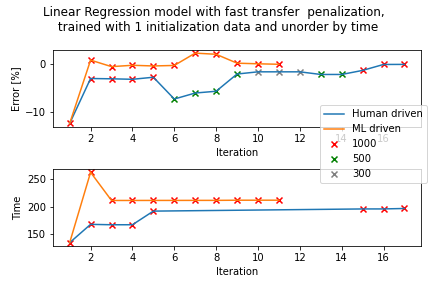 Linear Regression model with fast transfer  penalization,
trained with 1 initialization data and unorder by time
Error [%]
0
−10
2 4 6 8 10 12 14 16
Iteration
Human driven
ML driven
1000
500
300
Time
250
200
150
2 4 6 8 10 12 14 16
Iteration